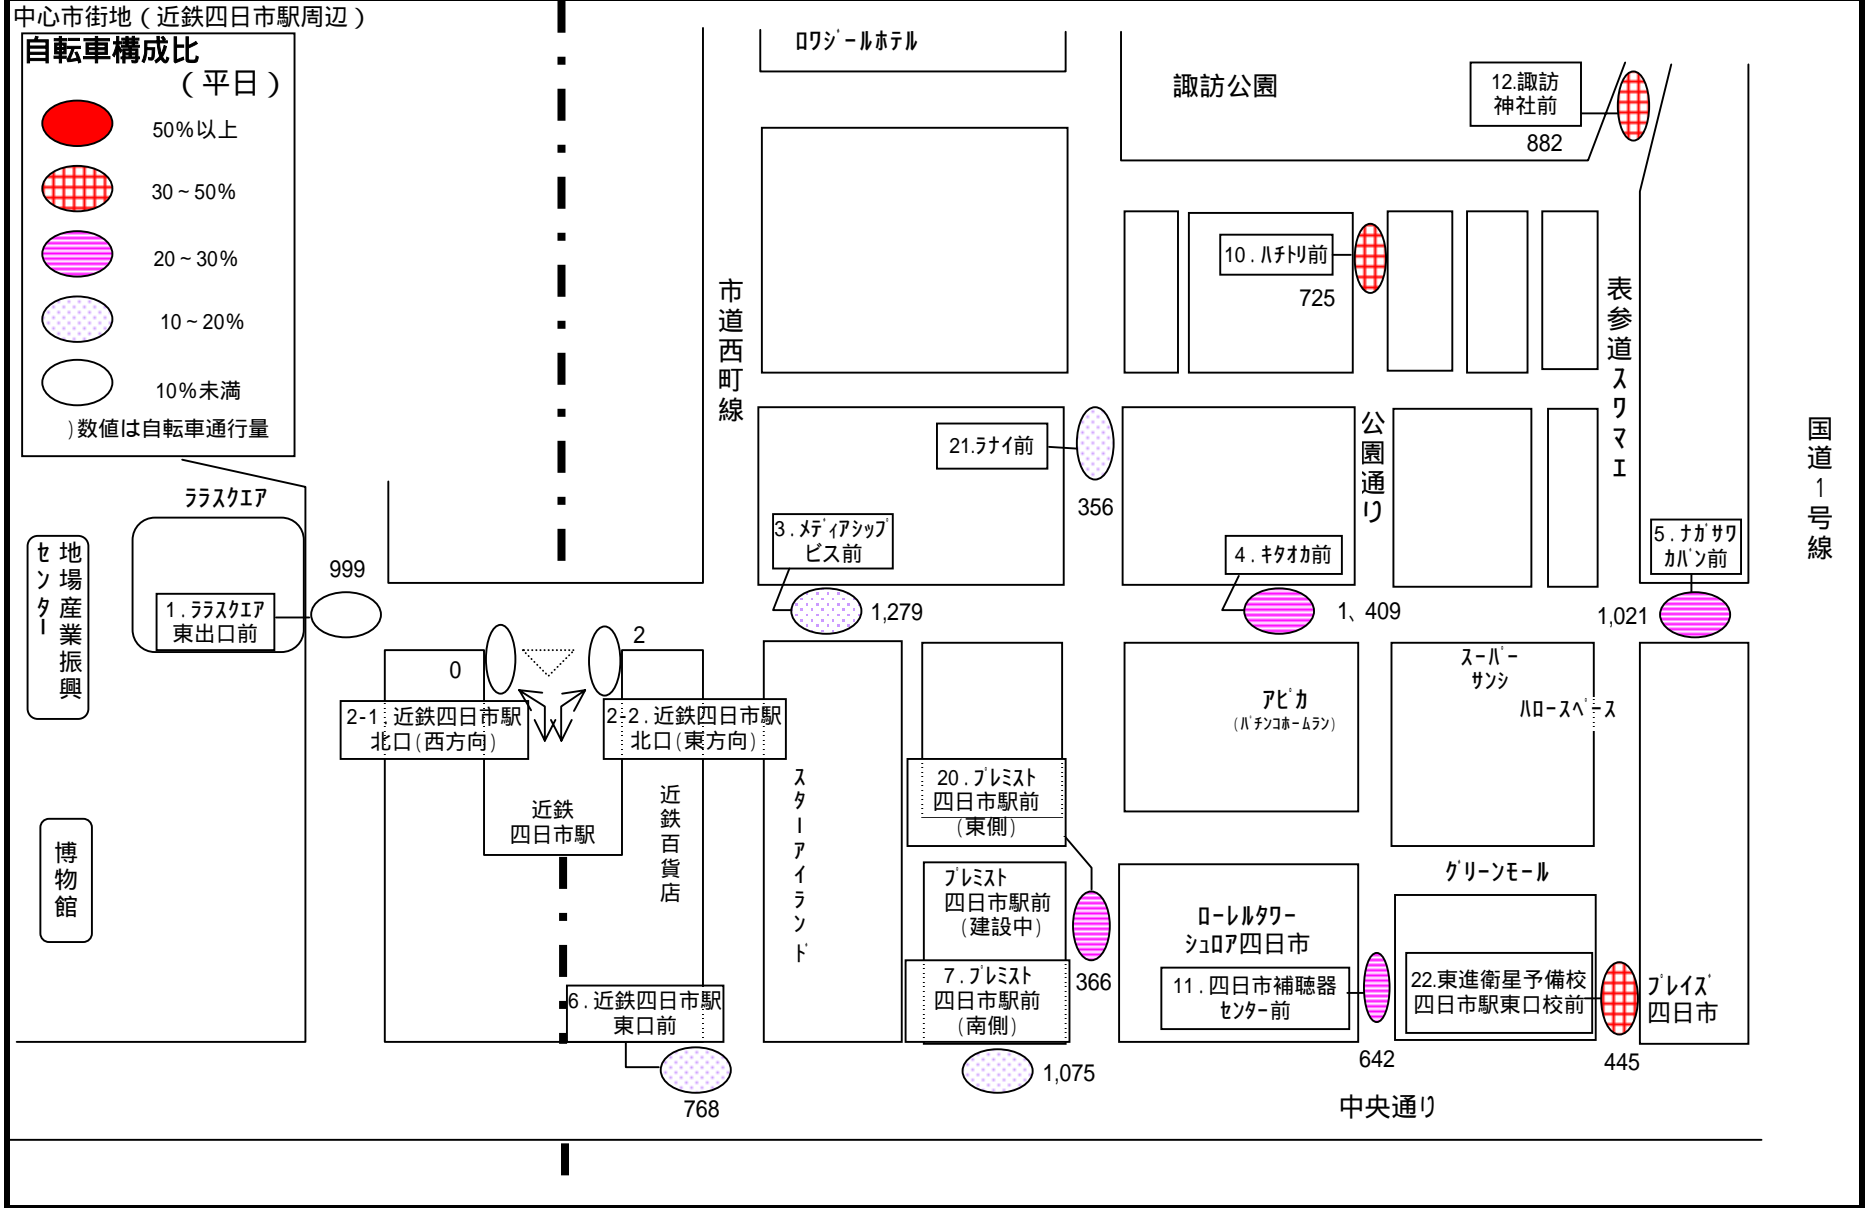 中心市街地（近鉄四日市駅周辺）
自転車構成比
（平日）
50%以上
30～50%
20～30%
10～20%
10%未満
）数値は自転車通行量
ﾛﾜｼﾞｰﾙホテル
諏訪公園
12.諏訪
神社前
882
10．ﾊﾁﾄﾘ前
725
市道西町線
表参道ｽﾜﾏｴ
公園通り
国道1号線
21.ﾗﾅｲ前
356
3．ﾒﾃﾞｨｱｼｯﾌﾟ
ビス前
1,279
4．ｷﾀｵｶ前
1、409
5．ﾅｶﾞｻﾜ
ｶﾊﾞﾝ前
1,021
ﾗﾗｽｸｴｱ
1．ﾗﾗｽｸｴｱ
東出口前
999
地場産業振興
センター
博物館
0
2
2-1．近鉄四日市駅
北口(西方向)
2-2．近鉄四日市駅
北口(東方向)
近鉄
四日市駅
近鉄百貨店
スターアイランド
20．ﾌﾟﾚﾐｽﾄ
四日市駅前
(東側)
ﾌﾟﾚﾐｽﾄ
四日市駅前
(建設中)
366
7．ﾌﾟﾚﾐｽﾄ
四日市駅前
(南側)
1,075
6．近鉄四日市駅
東口前
768
ｱﾋﾟｶ
(ﾊﾟﾁﾝｺﾎｰﾑﾗﾝ)
ｽｰﾊﾟｰ
ｻﾝｼ
ﾊﾛｰｽﾍﾟｰｽ
ｸﾞﾘｰﾝモール
ローレルタワー
ｼｭﾛｱ四日市
11．四日市補聴器
ｾﾝﾀｰ前
642
22.東進衛星予備校
四日市駅東口校前
445
ﾌﾟﾚｲｽﾞ
四日市
中央通り